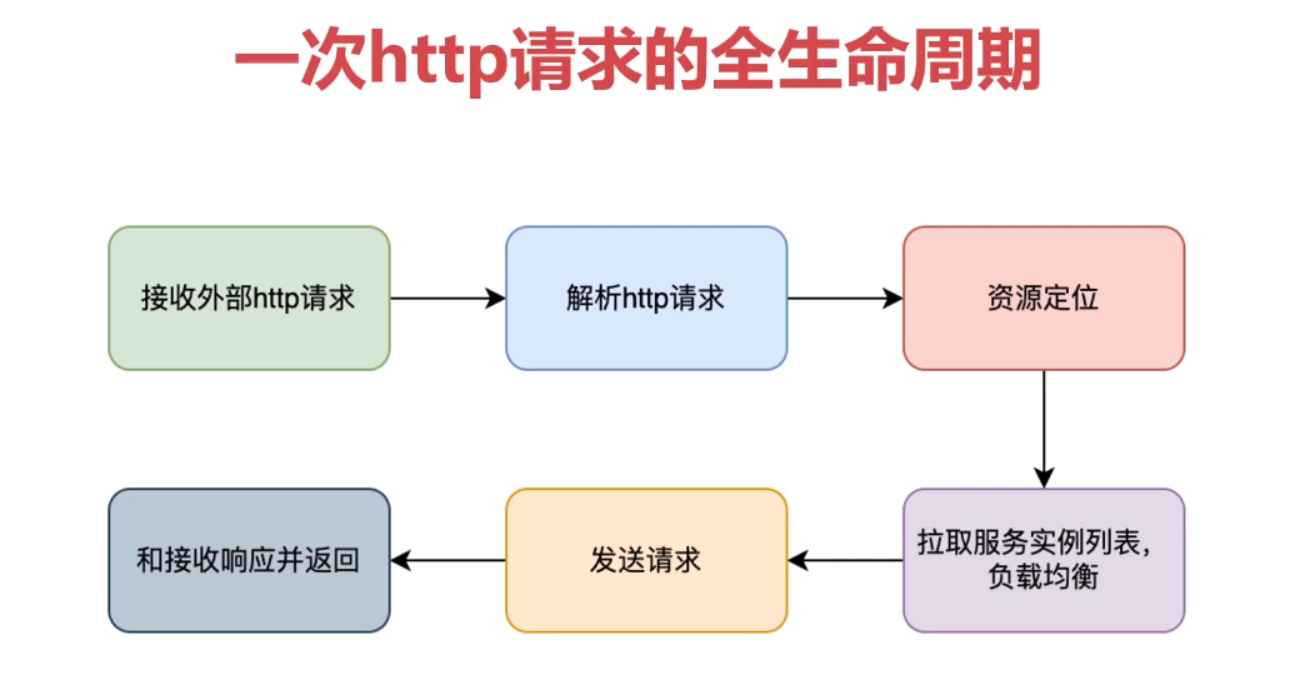 一次http请求的全生命周期
接收外部http请求
解析http请求
资源定位
拉取服务实例列表，
负载均衡
发送请求
和接收响应并返回